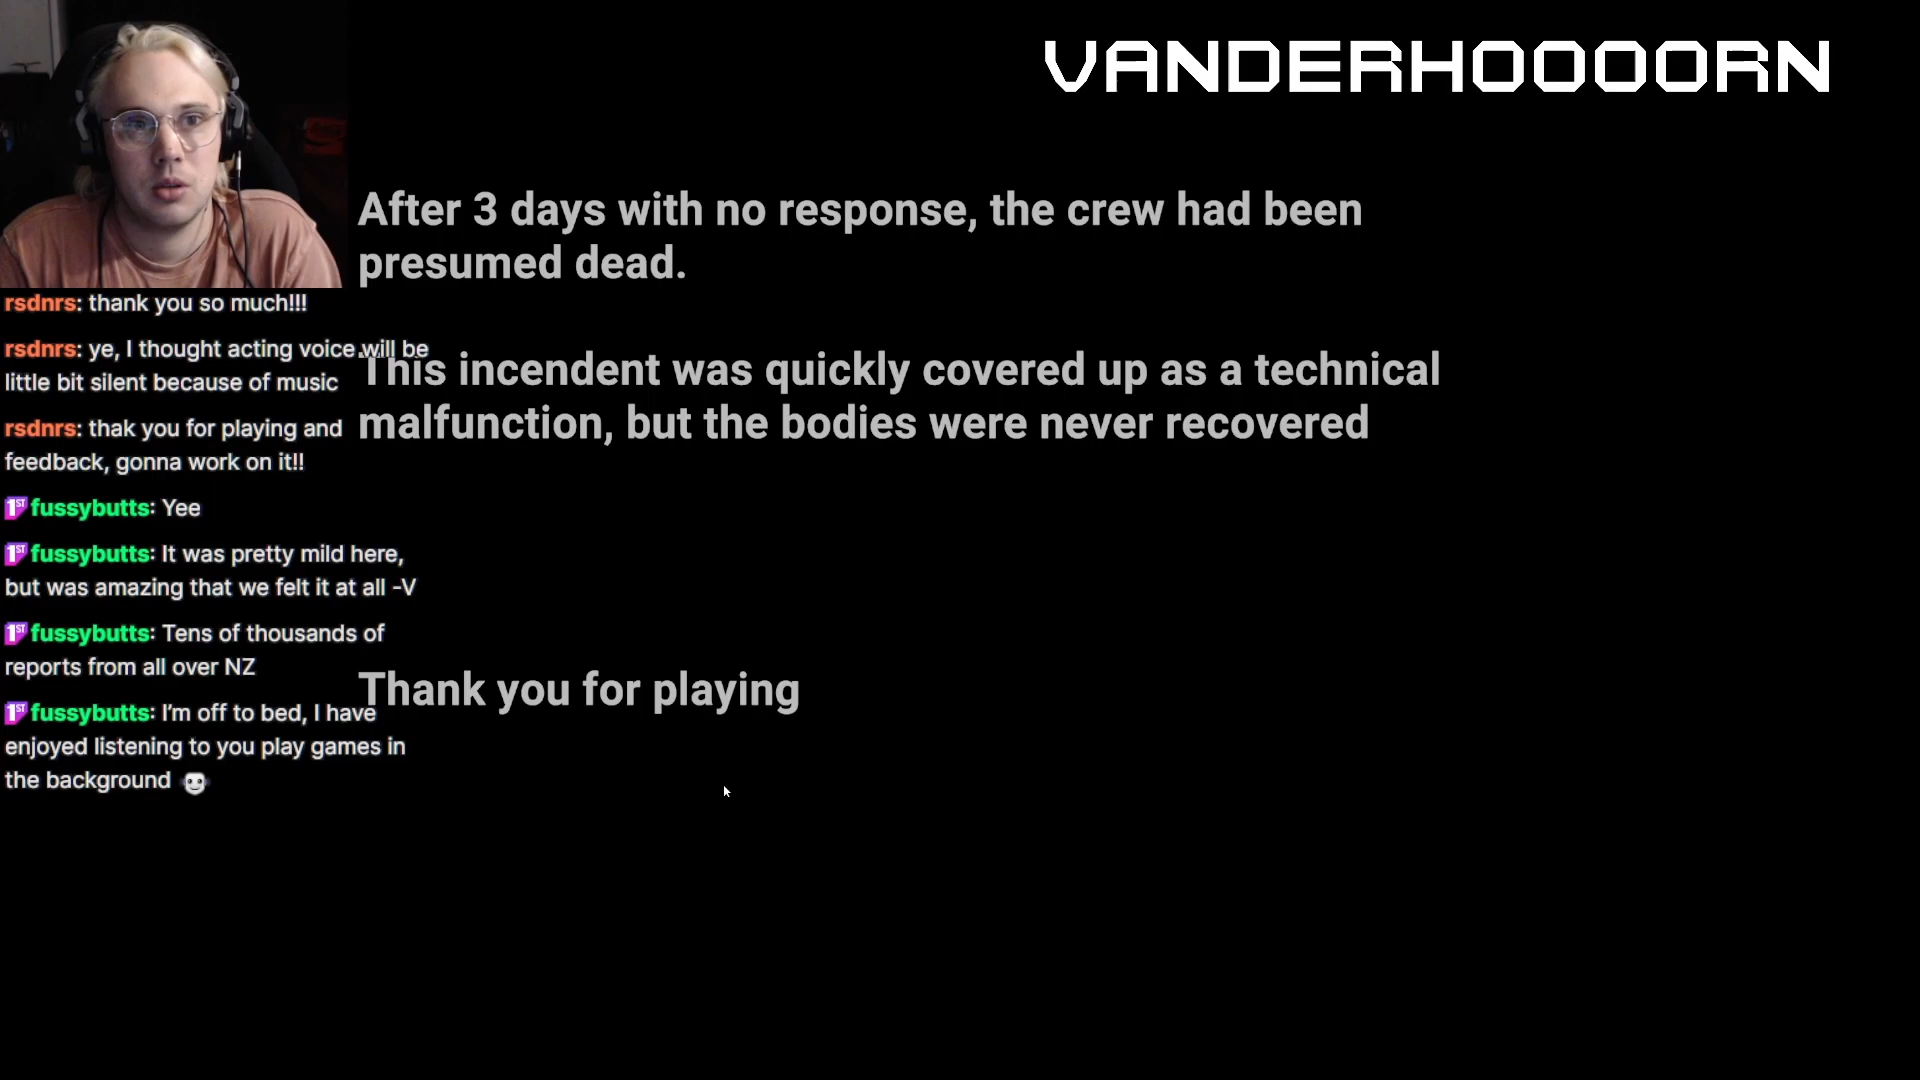 VANDERHOOOORN
After 3 days with no response, the crew had been
presumed dead.
This incendent was quickly covered up as a technical
malfunction, but the bodies were never recovered
Thank you for playing
rsdnrs: thank you so much!!!
rsdnrs: ye, I thought acting voice will be
little bit silent because of music
rsdnrs: thak you for playing and
feedback, gonna work on it!!
1ST fussybutts: Yee
1ST fussybutts: It was pretty mild here,
but was amazing that we felt it at all -V
1ST fussybutts: Tens of thousands of
reports from all over NZ
1ST fussybutts: I'm off to bed, I have
enjoyed listening to you play games in
the background